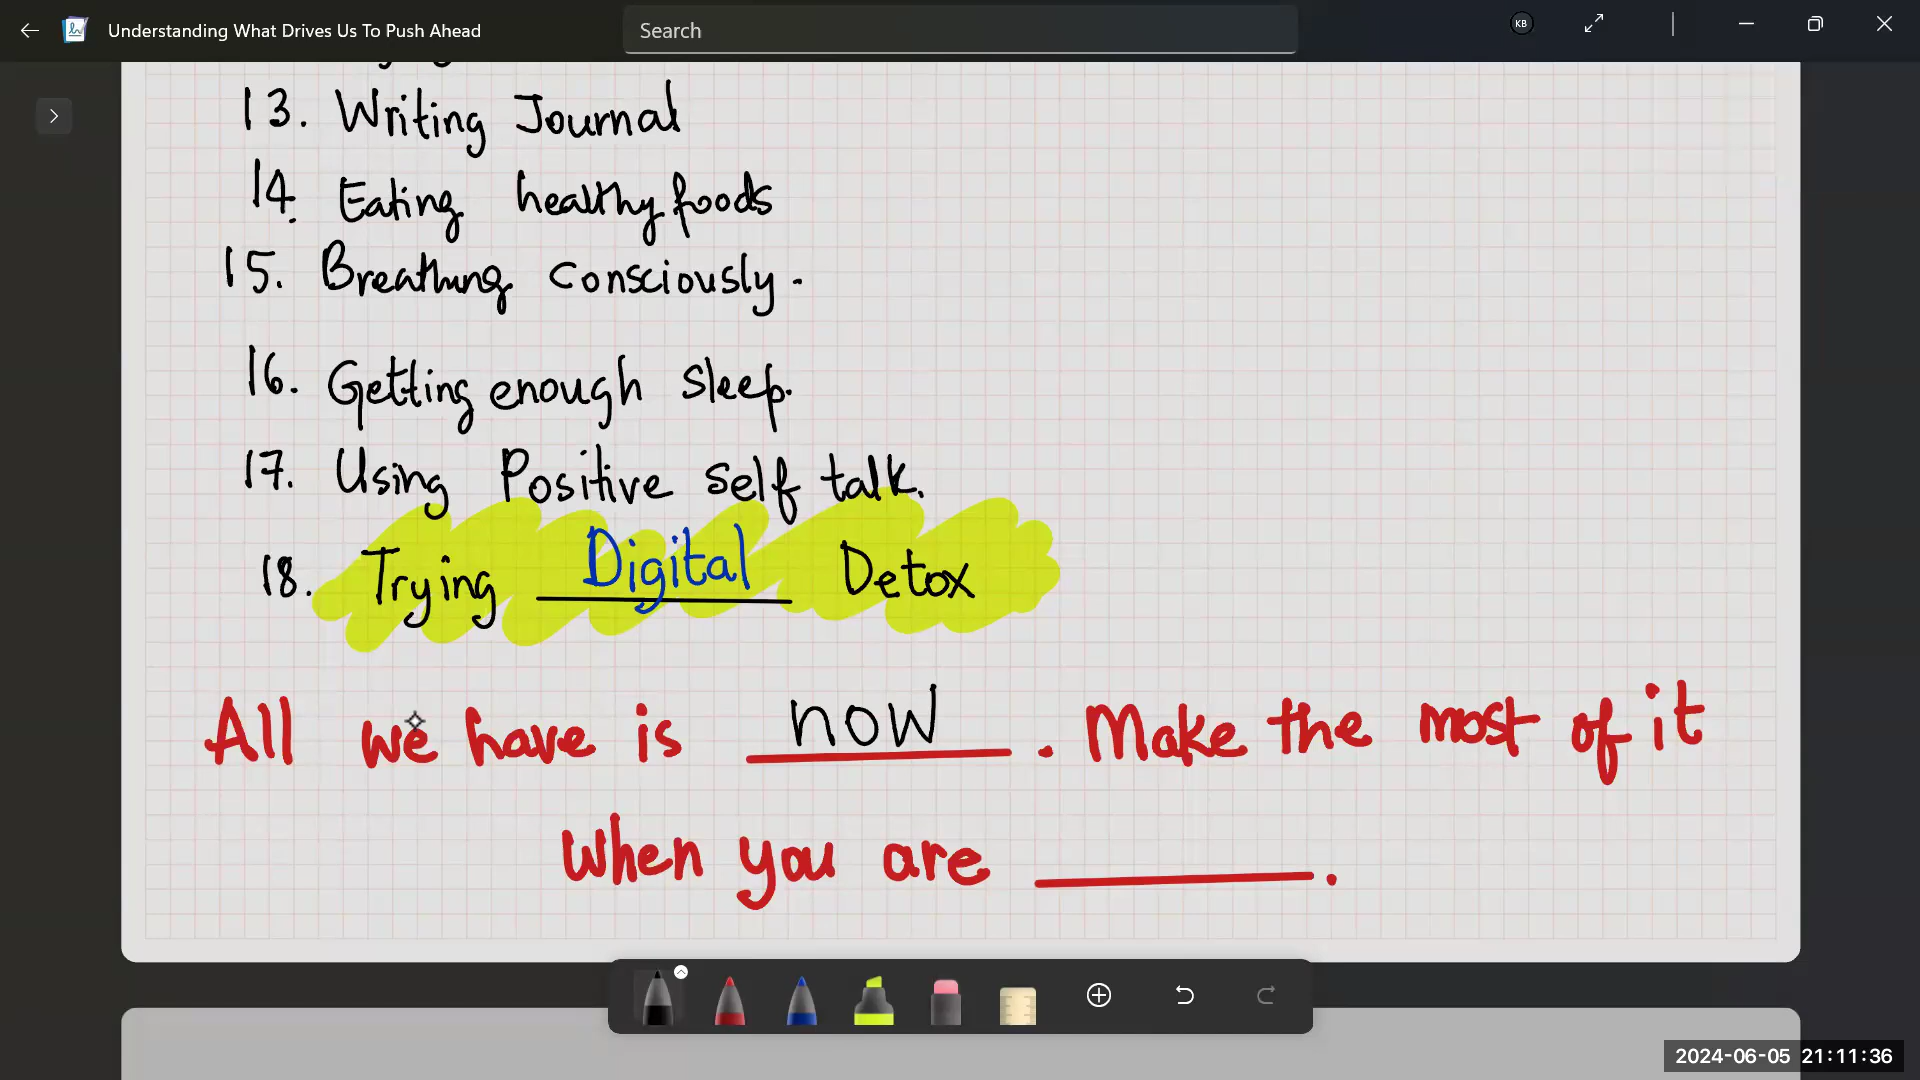 Understanding What Drives Us To Push Ahead
Search
KB
13. Writing Journal
14. Eating healthy foods
15. Breathing Consciously.
16. Getting enough sleep.
17. Using Positive self talk.
18. Trying Digital Detox
All we have is now. Make the most of it
When you are ______.
2024-06-05 21:11:36